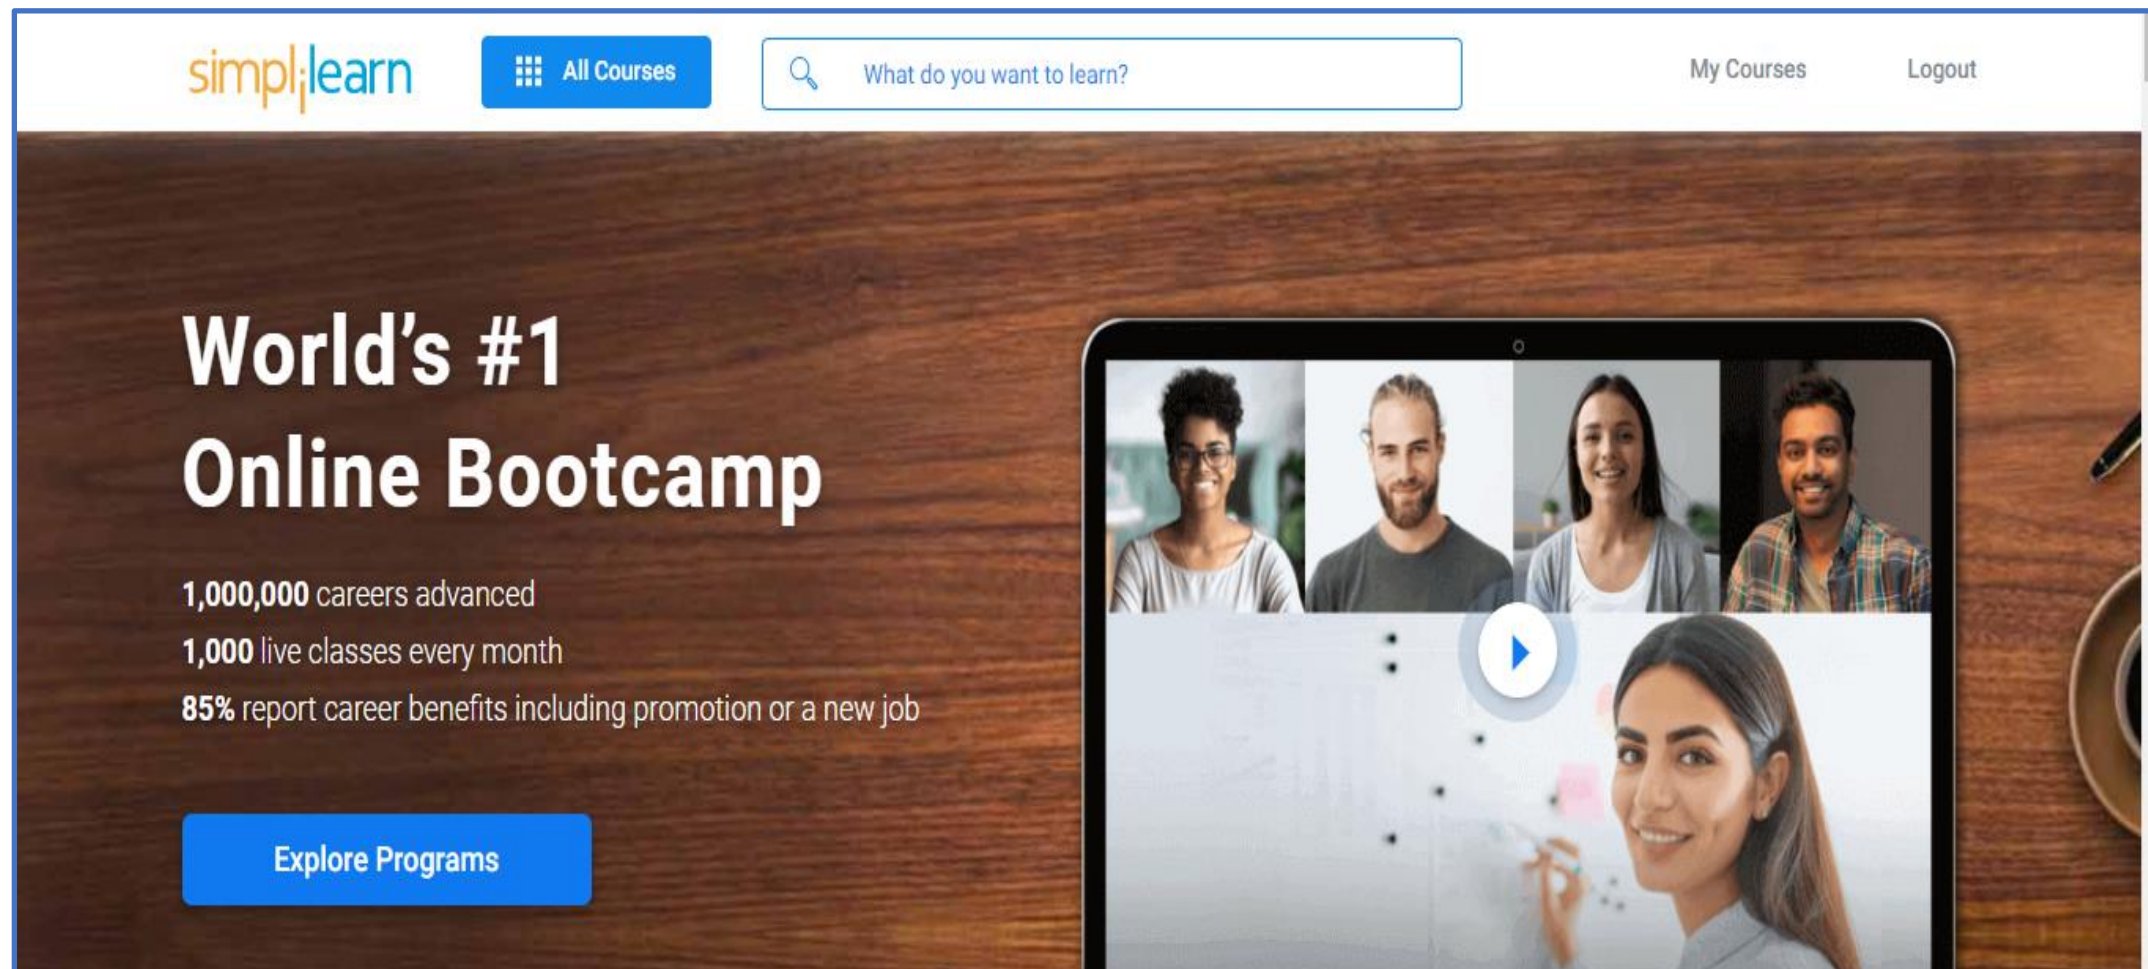 simplilearn
All Courses
What do you want to learn?
My Courses
Logout
World’s #1
Online Bootcamp
1,000,000 careers advanced
1,000 live classes every month
85% report career benefits including promotion or a new job
Explore Programs